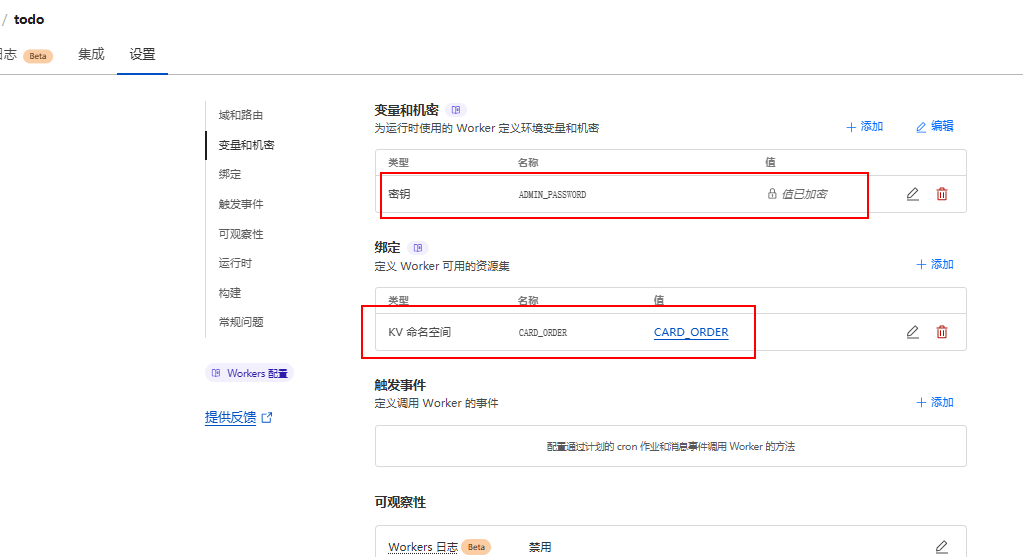 / todo
日志 Beta 集成 设置
域和路由
变量和机密
绑定
触发事件
可观察性
运行时
构建
常规问题
Workers 配置
提供反馈
变量和机密
为运行时使用的 Worker 定义环境变量和机密
添加 编辑
类型 名称 值
密钥 ADMIN_PASSWORD 值已加密
绑定
定义 Worker 可用的资源集
添加
类型 名称 值
KV 命名空间 CARD_ORDER CARD_ORDER
触发事件
定义调用 Worker 的事件
添加
配置通过计划的 cron 作业和消息事件调用 Worker 的方法
可观察性
Workers 日志 Beta 禁用